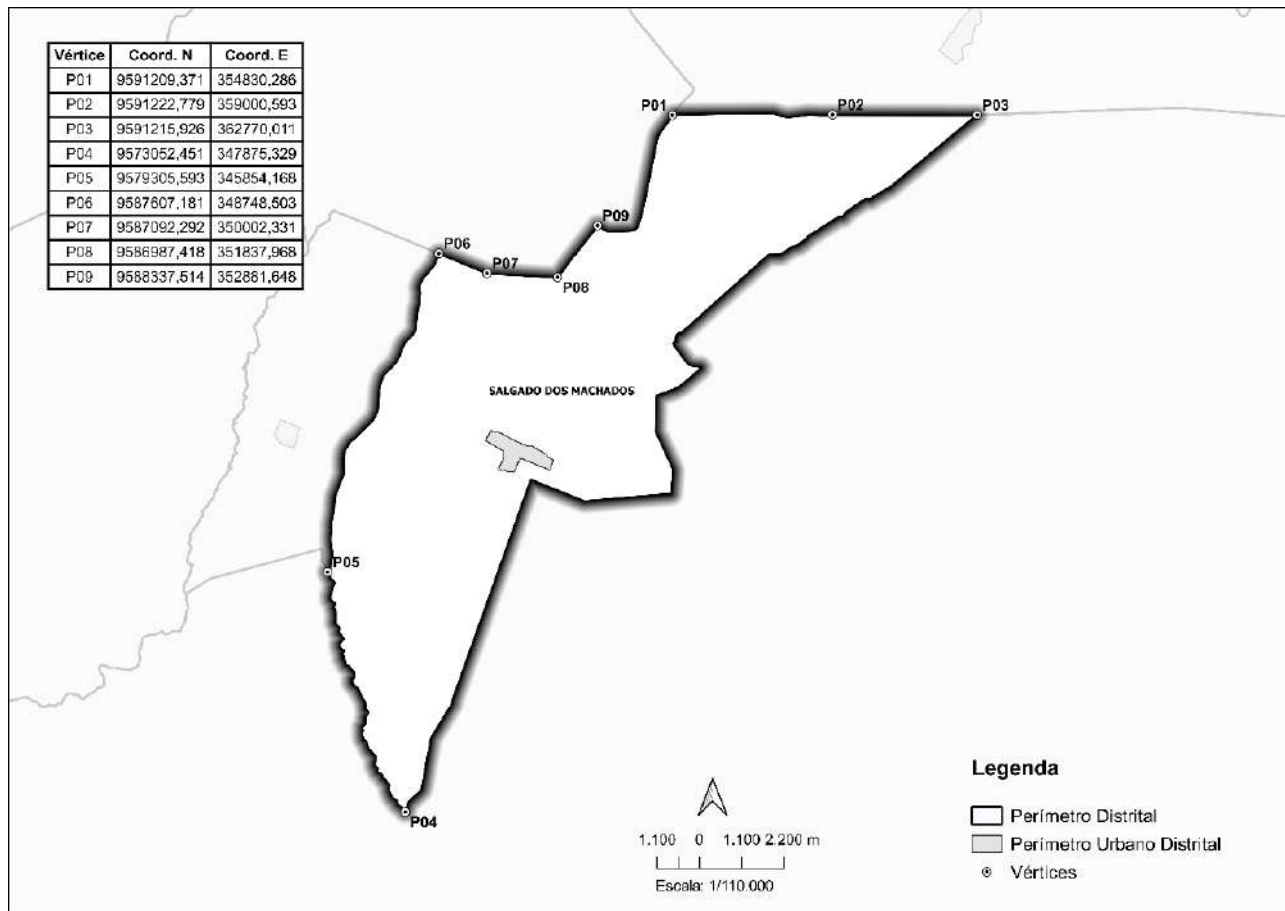 Vértice Coord. N Coord. E
P01 9591209,371 354830,286
P02 9591222,779 359000,593
P03 9591215,926 362770,011
P04 9573052,451 347875,329
P05 9579305,593 345854,168
P06 9587607,181 348748,503
P07 9587092,292 350002,331
P08 9586987,418 351837,968
P09 9588337,514 352881,648
P01
P02
P03
P09
P06
P07
P08
SALGADO DOS MACHADOS
P05
P04
1.100 0 1.100 2.200 m
Escala: 1/110.000
Legenda
Perímetro Distrital
Perímetro Urbano Distrital
Vértices